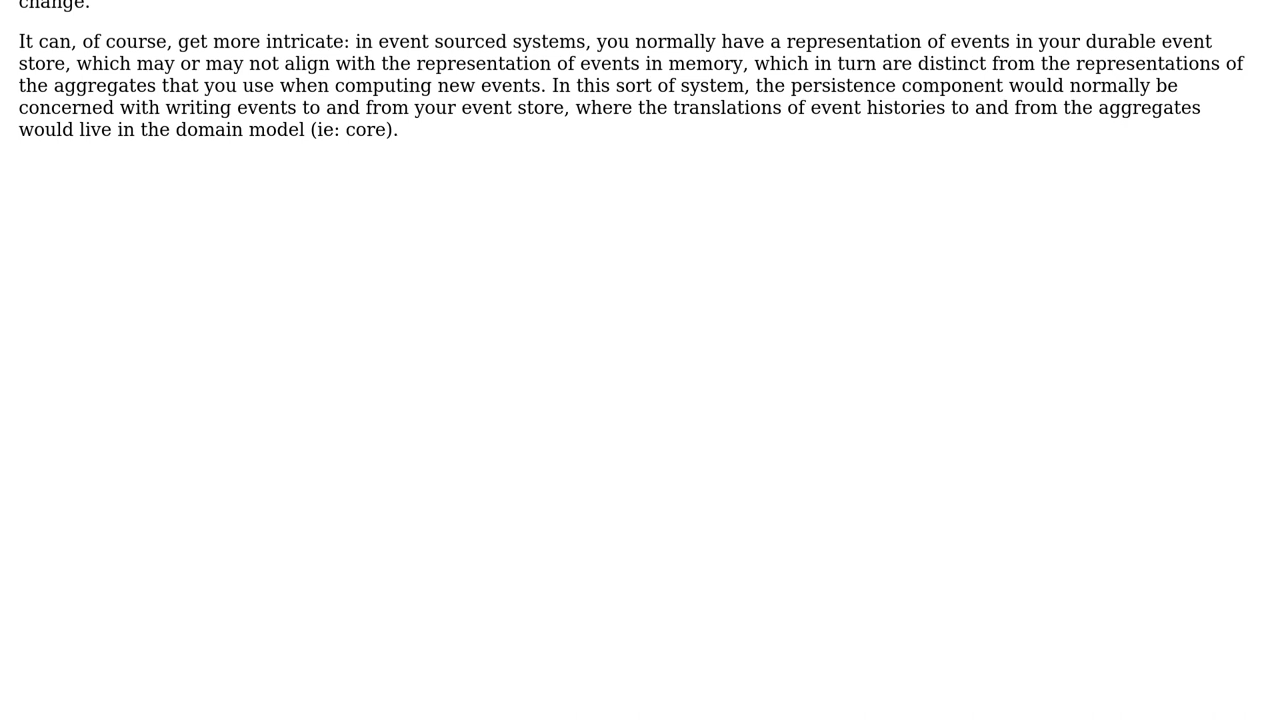 change.
It can, of course, get more intricate: in event sourced systems, you normally have a representation of events in your durable event
store, which may or may not align with the representation of events in memory, which in turn are distinct from the representations of
the aggregates that you use when computing new events. In this sort of system, the persistence component would normally be
concerned with writing events to and from your event store, where the translations of event histories to and from the aggregates
would live in the domain model (ie: core).